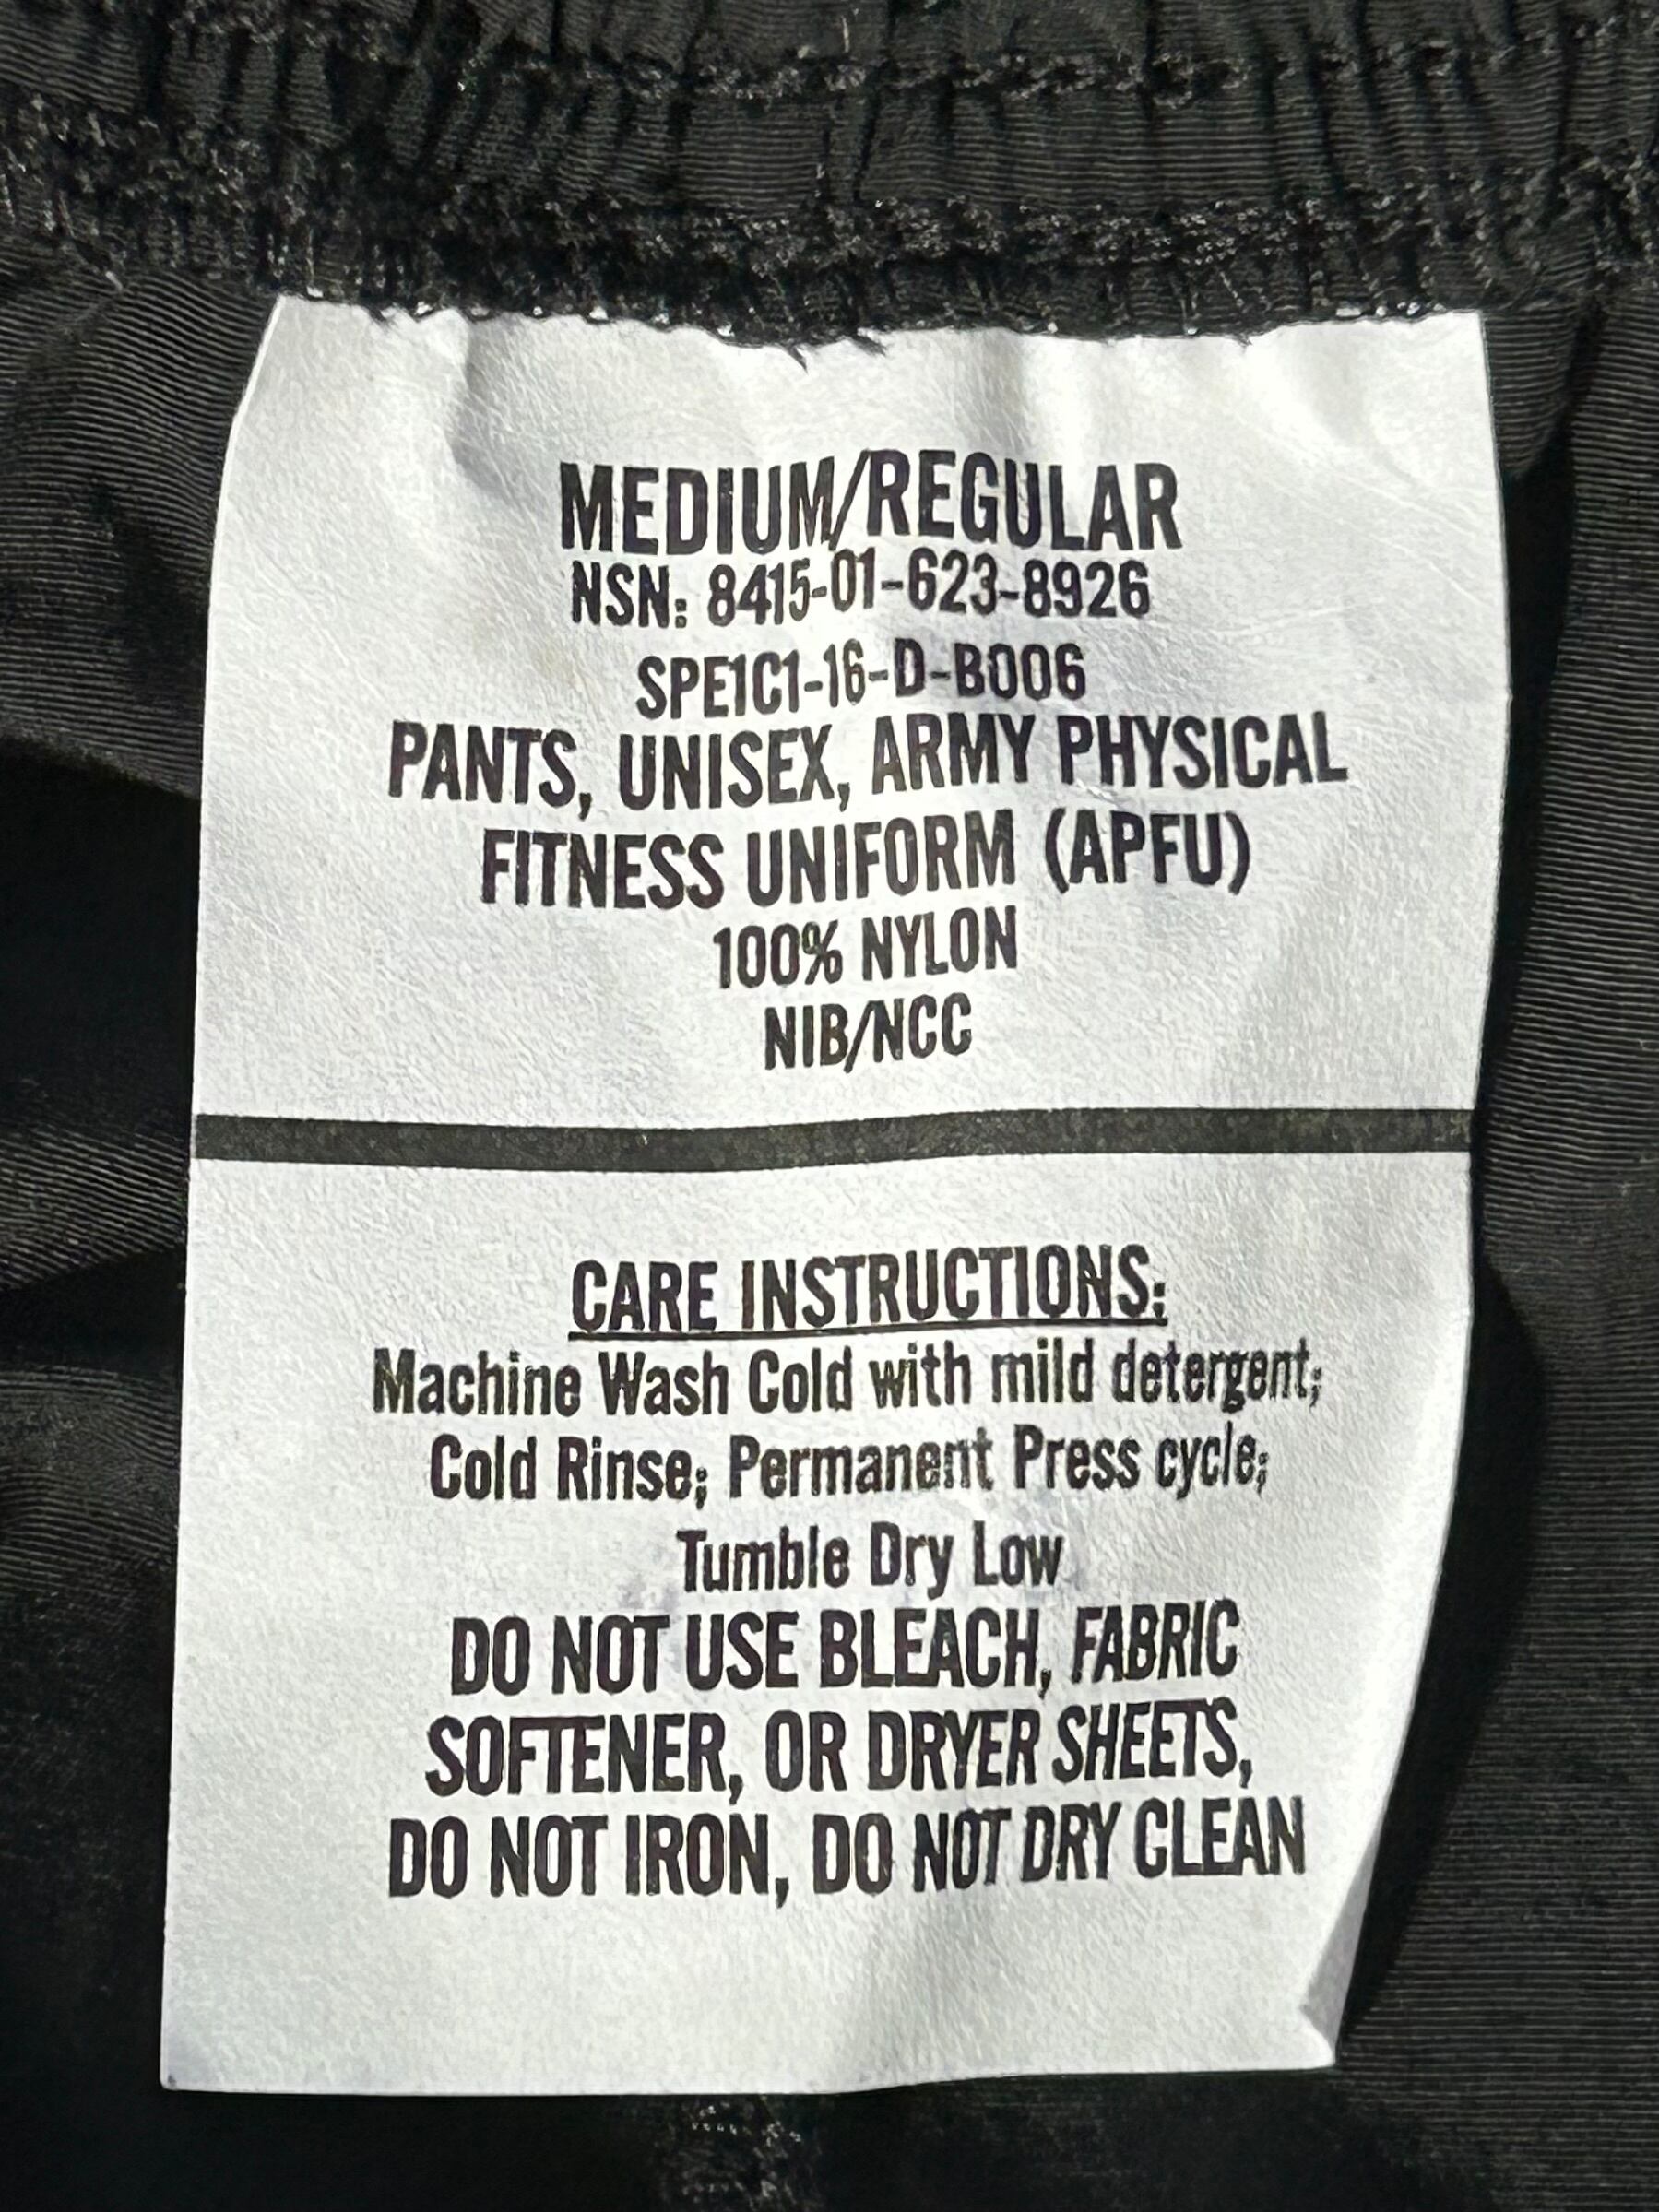 MEDIUM/REGULAR
NSN: 8415-01-623-8926
SPE1C1-16-D-B006
PANTS, UNISEX, ARMY PHYSICAL
FITNESS UNIFORM (APFU)
100% NYLON
NIB/NCC
CARE INSTRUCTIONS:
Machine Wash Cold with mild detergent;
Cold Rinse; Permanent Press cycle;
Tumble Dry Low
DO NOT USE BLEACH, FABRIC
SOFTENER, OR DRYER SHEETS,
DO NOT IRON, DO NOT DRY CLEAN